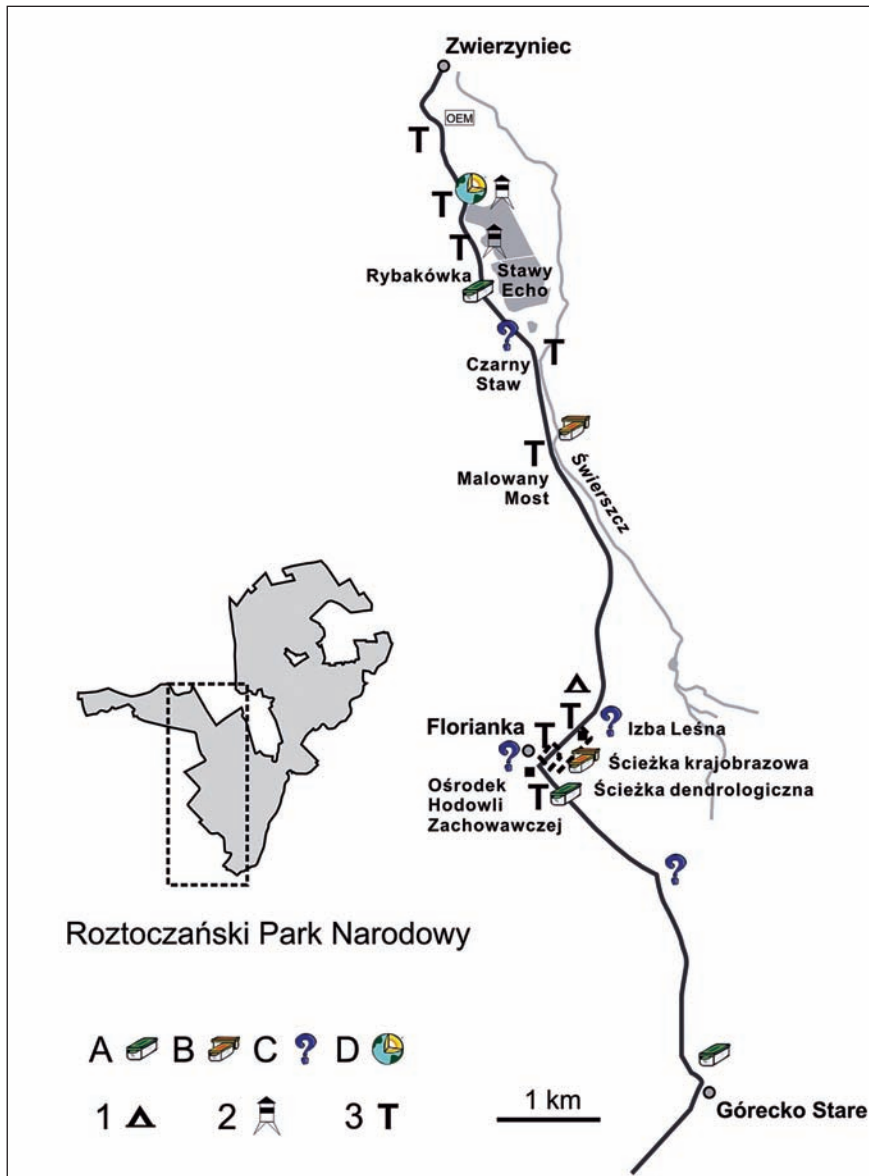 Zwierzyniec
OEM
T
T
T
Rybakówka
Stawy
Echo
?
Czarny
Staw
T
T
Malowany
Most
Świerszcz
Florianka
T
T
?
Izba Leśna
?
Ścieżka krajobrazowa
Ośrodek
Hodowli
Zachowawczej
T
Ścieżka dendrologiczna
?
Roztoczański Park Narodowy
A B C ? D
1 2 3 T
1 km
Górecko Stare